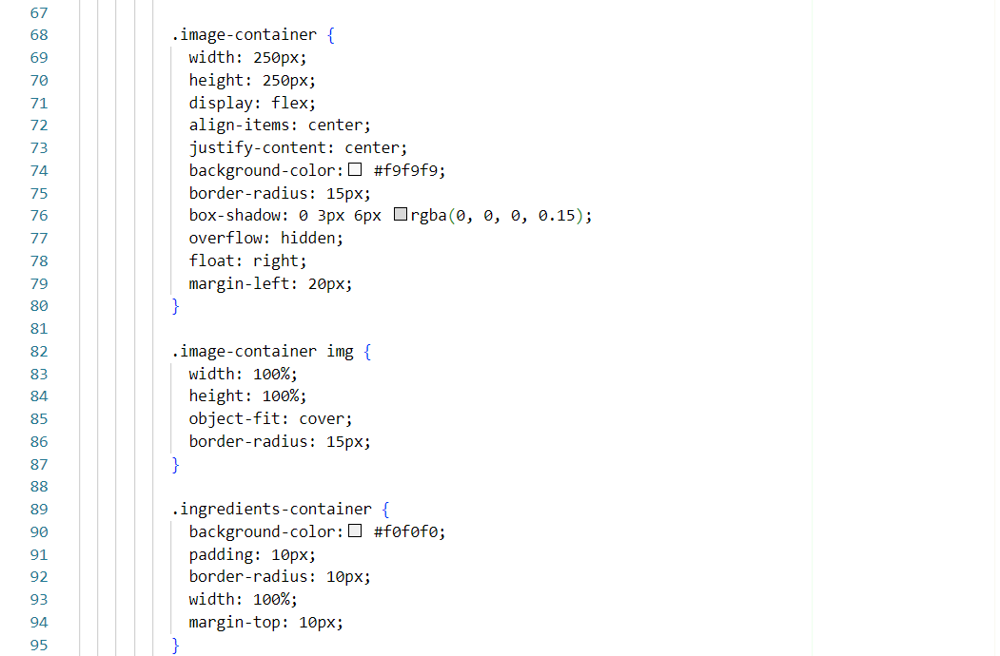 67
68 .image-container {
69 width: 250px;
70 height: 250px;
71 display: flex;
72 align-items: center;
73 justify-content: center;
74 background-color: #f9f9f9;
75 border-radius: 15px;
76 box-shadow: 0 3px 6px rgba(0, 0, 0, 0.15);
77 overflow: hidden;
78 float: right;
79 margin-left: 20px;
80 }
81
82 .image-container img {
83 width: 100%;
84 height: 100%;
85 object-fit: cover;
86 border-radius: 15px;
87 }
88
89 .ingredients-container {
90 background-color: #f0f0f0;
91 padding: 10px;
92 border-radius: 10px;
93 width: 100%;
94 margin-top: 10px;
95 }